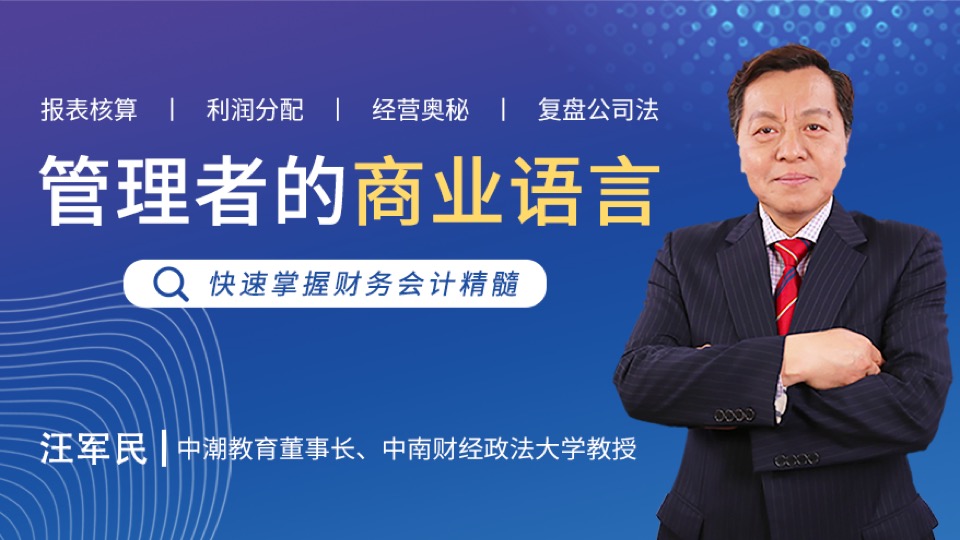 报表核算 | 利润分配 | 经营奥秘 | 复盘公司法
管理者的商业语言
快速掌握财务会计精髓
汪军民 | 中潮教育董事长、中南财经政法大学教授